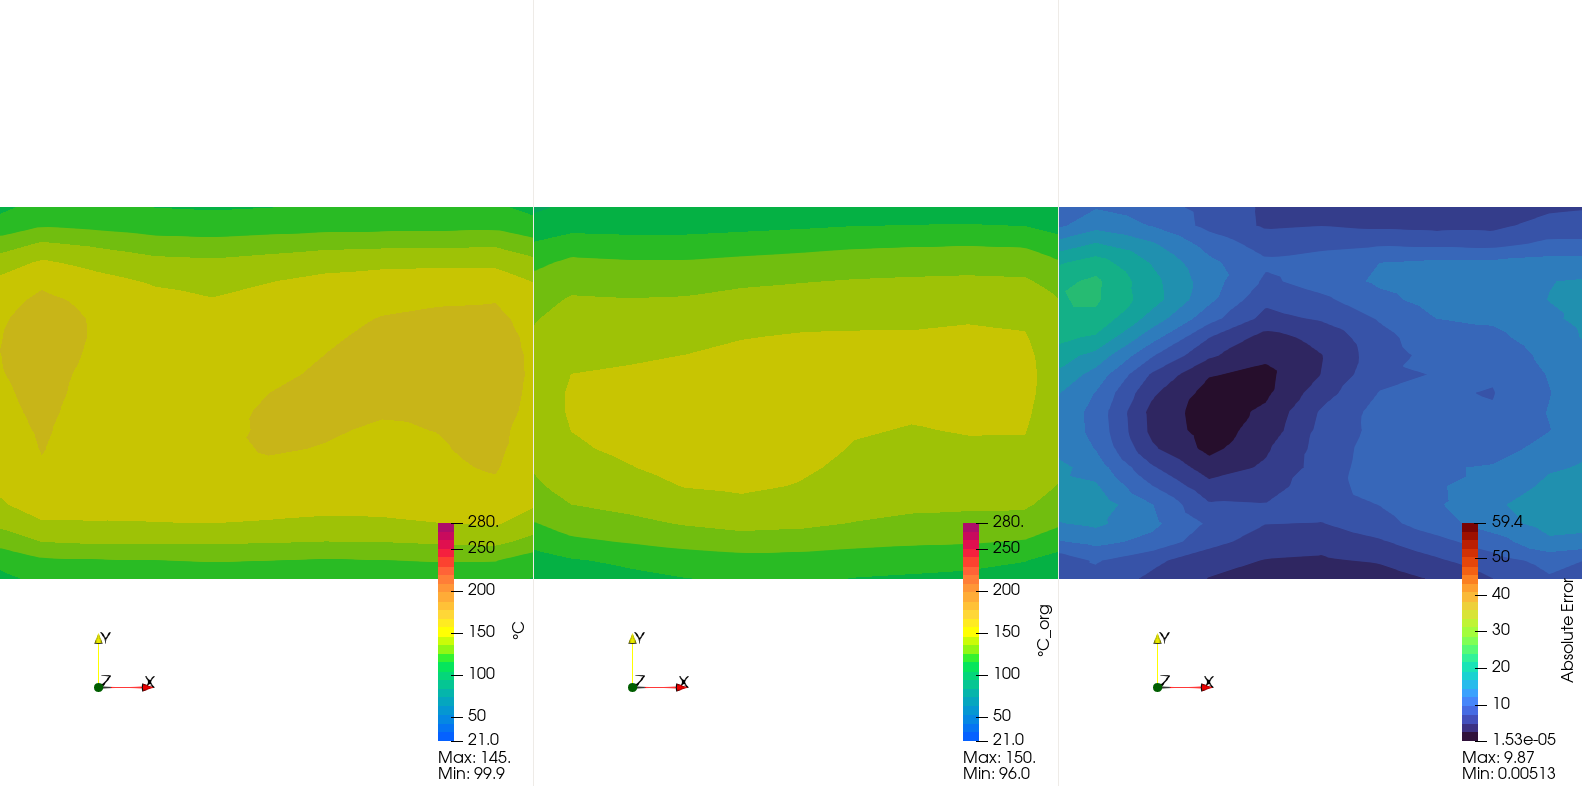 280.
250
200
150
100
50
21.0
°C
Max: 145.
Min: 99.9
Y
Z
X
280.
250
200
150
100
50
21.0
°C_org
Max: 150.
Min: 96.0
Y
Z
X
59.4
50
40
30
20
10
1.53e-05
Absolute Error
Max: 9.87
Min: 0.00513
Y
Z
X